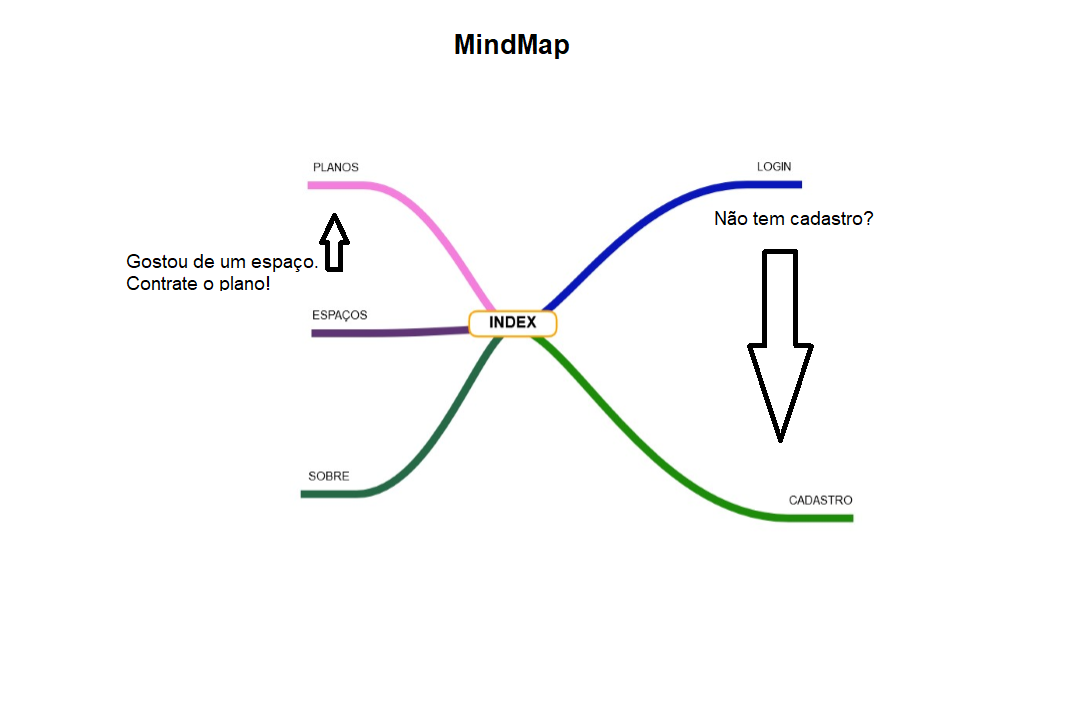 MindMap
PLANOS
LOGIN
Não tem cadastro?
Gostou de um espaço.
Contrate o plano!
ESPAÇOS
INDEX
SOBRE
CADASTRO